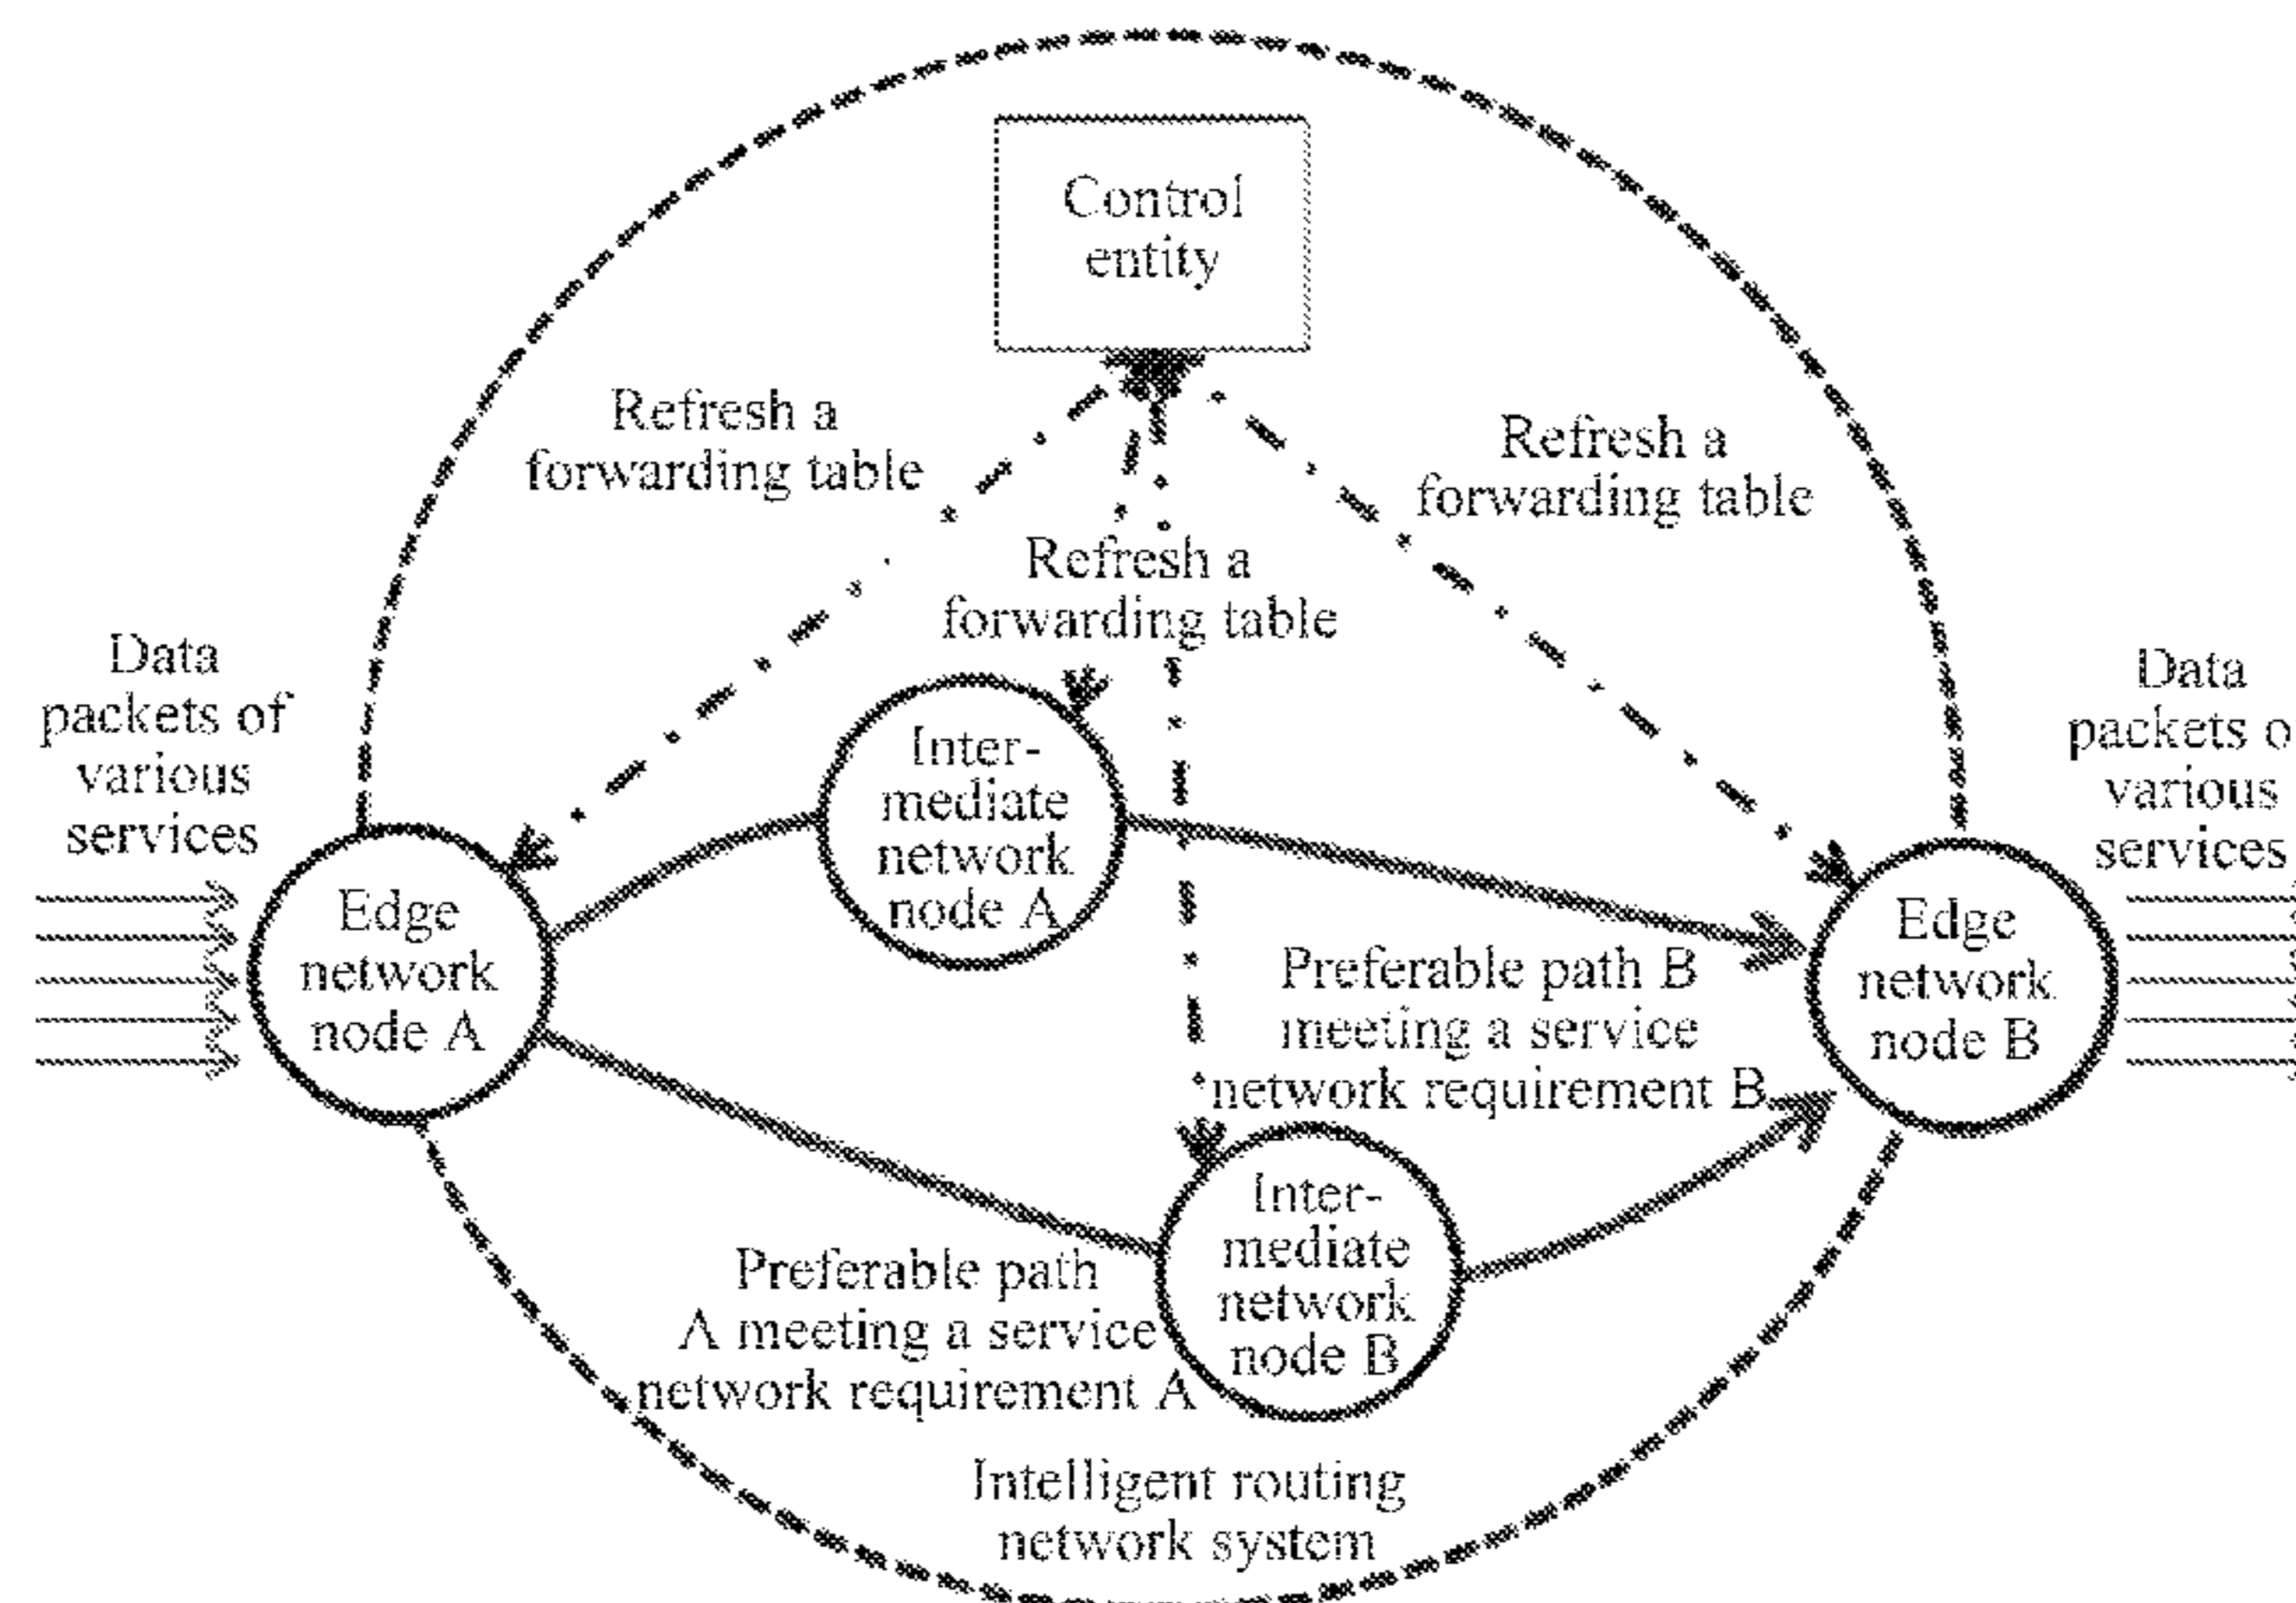 Control
entity
Refresh a
forwarding table
Refresh a
forwarding table
Refresh a
forwarding table
Data
packets of
various
services
Data
packets o
various
services
Inter-
mediate
network
node A
Edge
network
node A
Edge
network
node B
Preferable path B
meeting a service
network requirement B
Inter-
mediate
network
node B
Preferable path
A meeting a service
network requirement A
Intelligent routing
network system